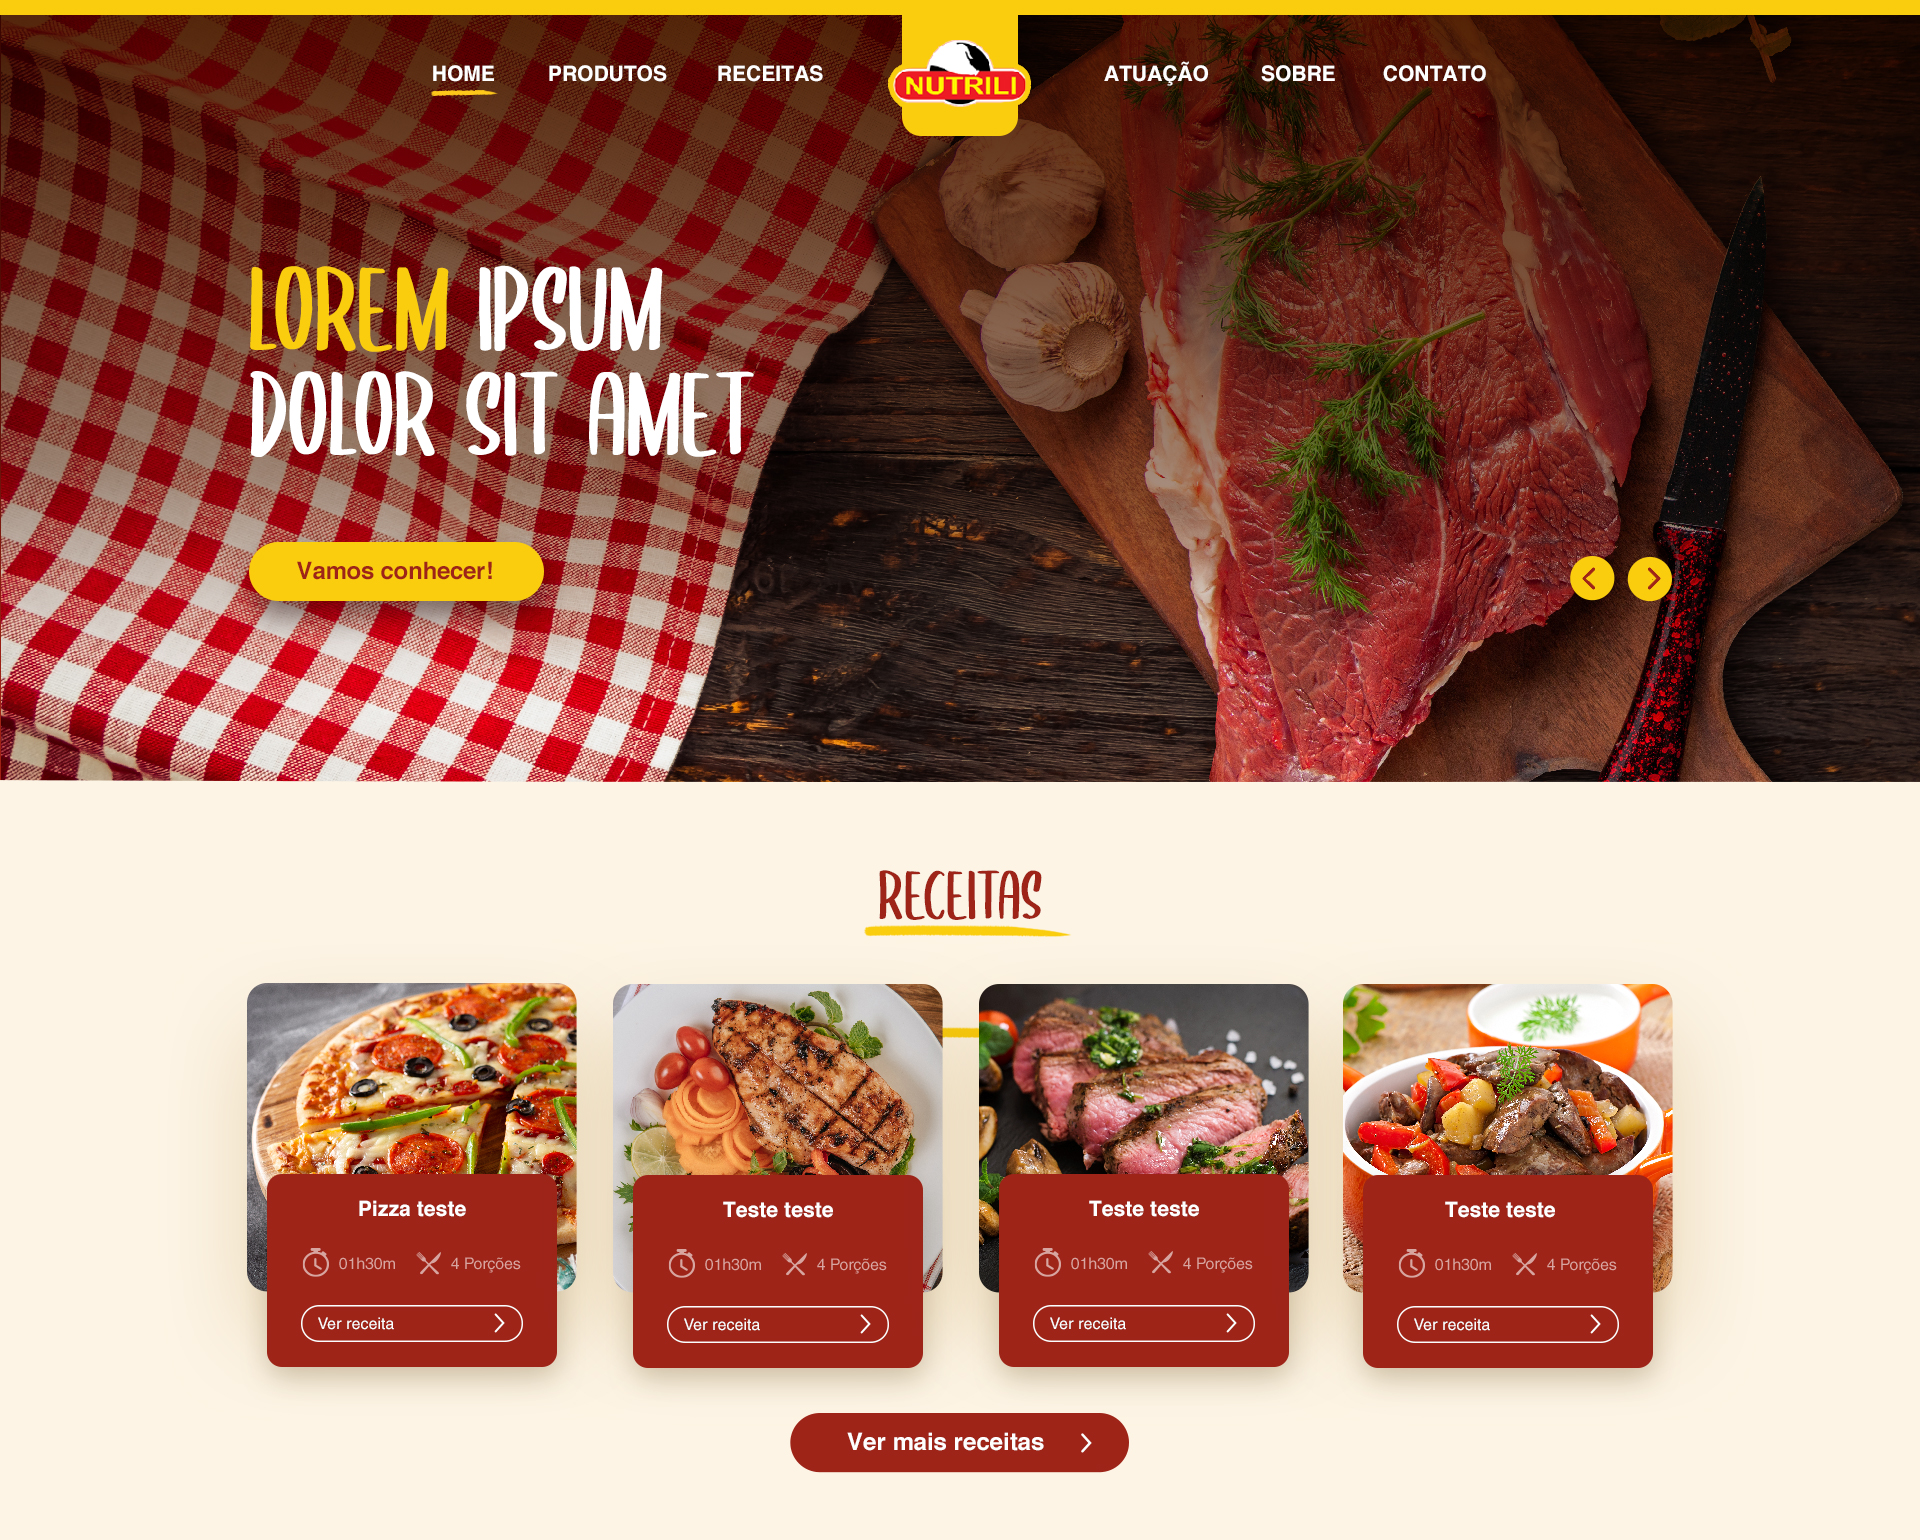 HOME PRODUTOS RECEITAS NUTRILI ATUAÇÃO SOBRE CONTATO
LOREM IPSUM
DOLOR SIT AMET
Vamos conhecer!
RECEITAS
Pizza teste
01h30m 4 Porções
Ver receita
Teste teste
01h30m 4 Porções
Ver receita
Teste teste
01h30m 4 Porções
Ver receita
Teste teste
01h30m 4 Porções
Ver receita
Ver mais receitas